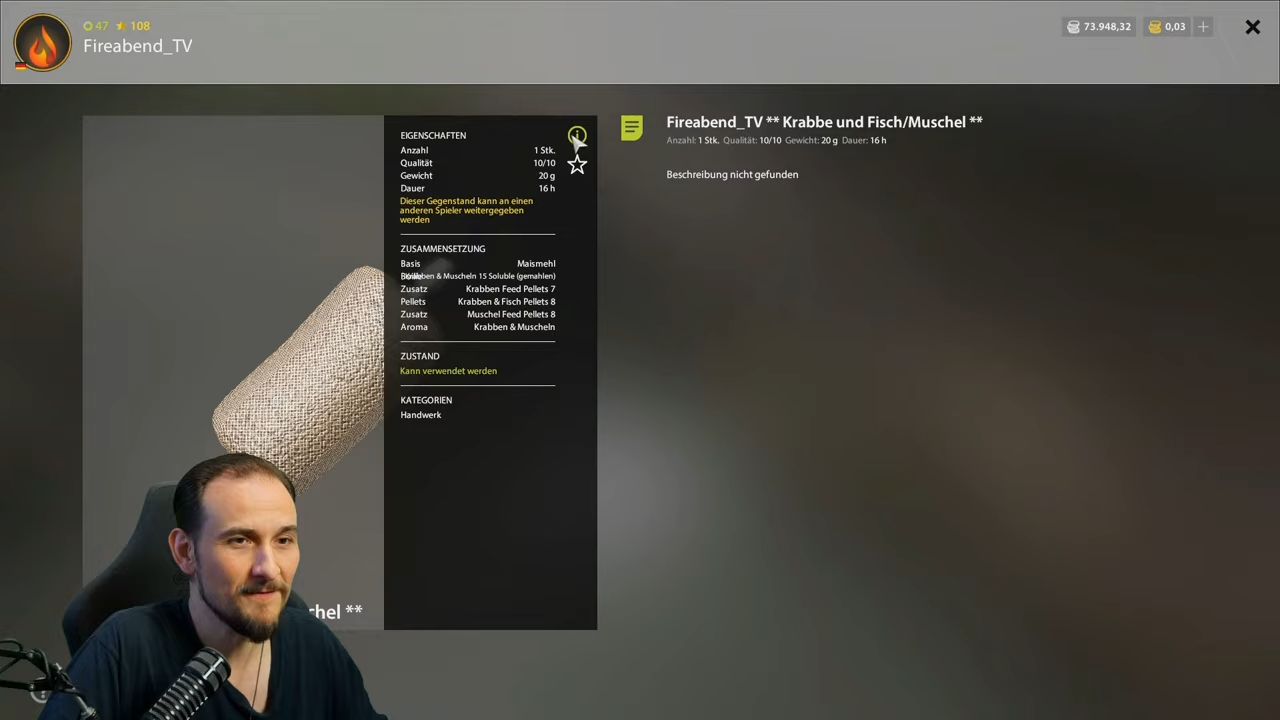 47 108
Fireabend_TV
73.948,32 0,03 +
EIGENSCHAFTEN
Anzahl 1 Stk.
Qualität 10/10
Gewicht 20 g
Dauer 16 h
Dieser Gegenstand kann an einen
anderen Spieler weitergegeben
werden
ZUSAMMENSETZUNG
Basis Maismehl
& Muscheln 15 Soluble (gemahlen)
Zusatz Krabben Feed Pellets 7
Pellets Krabben & Fisch Pellets 8
Zusatz Muschel Feed Pellets 8
Aroma Krabben & Muscheln
ZUSTAND
Kann verwendet werden
KATEGORIEN
Handwerk
chel **
Fireabend_TV ** Krabbe und Fisch/Muschel **
Anzahl: 1 Stk. Qualität: 10/10 Gewicht: 20 g Dauer: 16 h
Beschreibung nicht gefunden